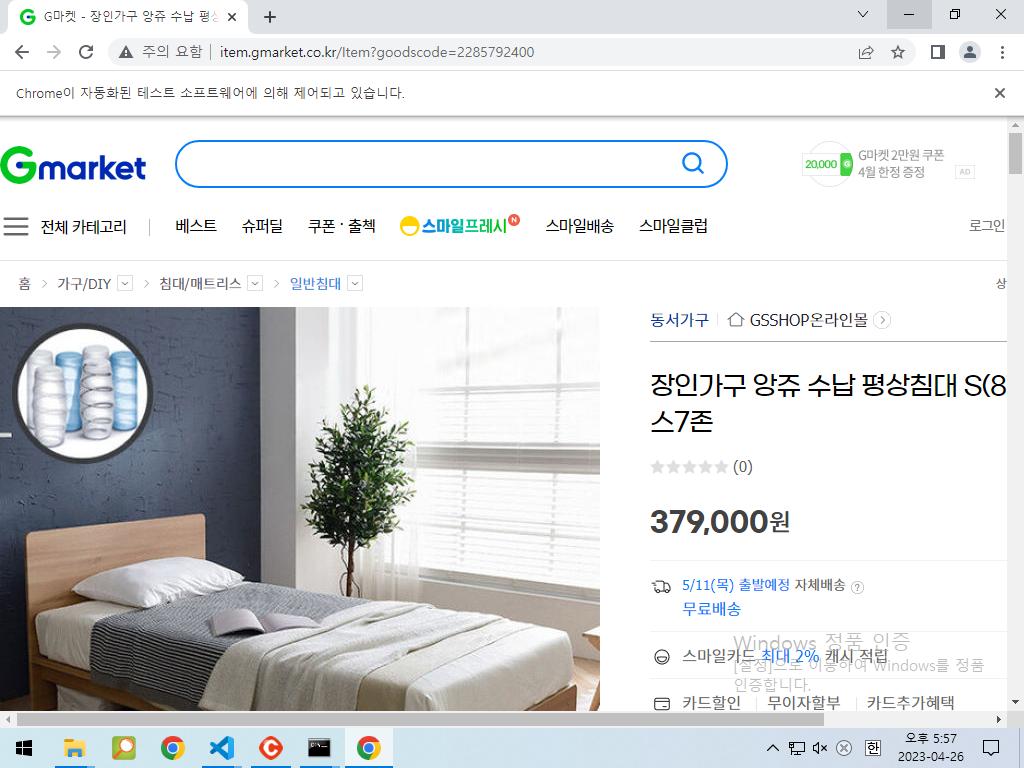 G마켓 - 장인가구 앙쥬 수납 평상
주의 요함
item.gmarket.co.kr/Item?goodscode=2285792400
Chrome이 자동화된 테스트 소프트웨어에 의해 제어되고 있습니다.
Gmarket
20,000
G마켓 2만원 쿠폰
4월 한정 증정
AD
전체 카테고리
베스트
슈퍼딜
쿠폰 · 출첵
스마일프레시
N
스마일배송
스마일클럽
로그인
홈
가구/DIY
침대/매트리스
일반침대
상
동서가구
GSSHOP온라인몰
장인가구 앙쥬 수납 평상침대 S(8
스7존
(0)
379,000원
5/11(목) 출발예정 자체배송 ?
무료배송
스마일카드 최대 2% 캐시 적립
카드할인
무이자할부
카드추가혜택
Windows 정품 인증
[설정]으로 이동하여 Windows를 정품
인증합니다.
한
오후 5:57
2023-04-26